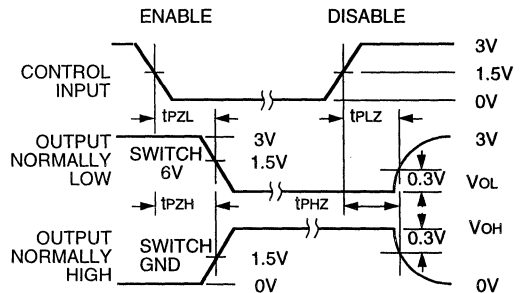 ENABLE
DISABLE
3V
CONTROL
INPUT
1.5V
0V
tPZL
tPLZ
OUTPUT
NORMALLY
LOW
SWITCH
6V
3V
1.5V
3V
0.3V
VOL
tPZH
tPHZ
OUTPUT
NORMALLY
HIGH
SWITCH
GND
1.5V
0V
VOH
0.3V
0V